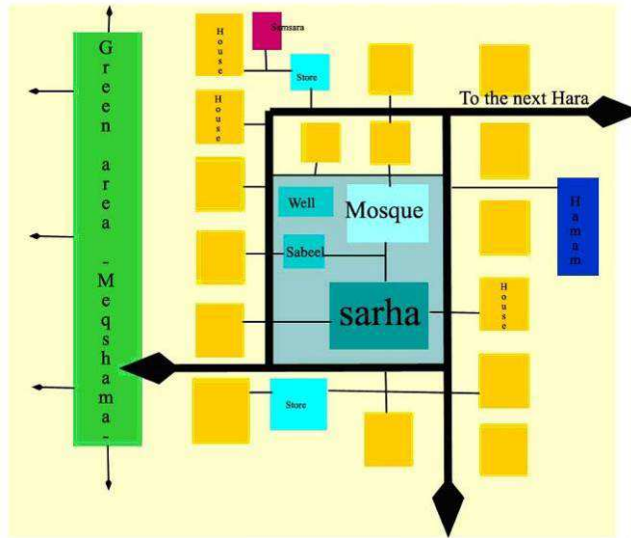 Samsara
House
Store
House
To the next Hara
Green area -Meqshama-
Well
Mosque
Hamam
Sabeel
sarha
House
Store